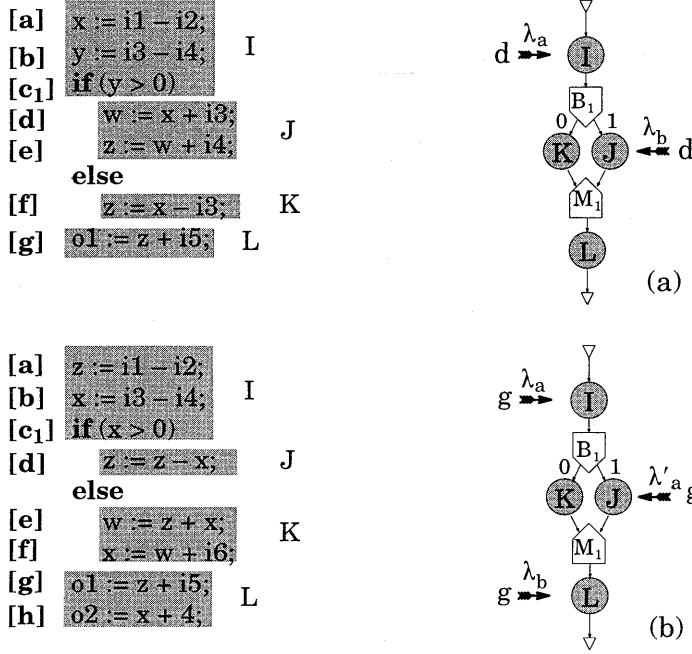 [a] x := i1 – i2;
[b] y := i3 – i4; I
[c1] if (y > 0)
[d] w := x + i3;
[e] z := w + i4; J
else
[f] z := x – i3; K
[g] o1 := z + i5; L
d λa I
B1
0 1
K J λb d
M1
L
(a)
[a] z := i1 – i2;
[b] x := i3 – i4; I
[c1] if (x > 0)
[d] z := z – x; J
else
[e] w := z + x;
[f] x := w + i6; K
[g] o1 := z + i5;
[h] o2 := x + 4; L
g λa I
B1
0 1
K J λ'a g
M1
g λb L
(b)